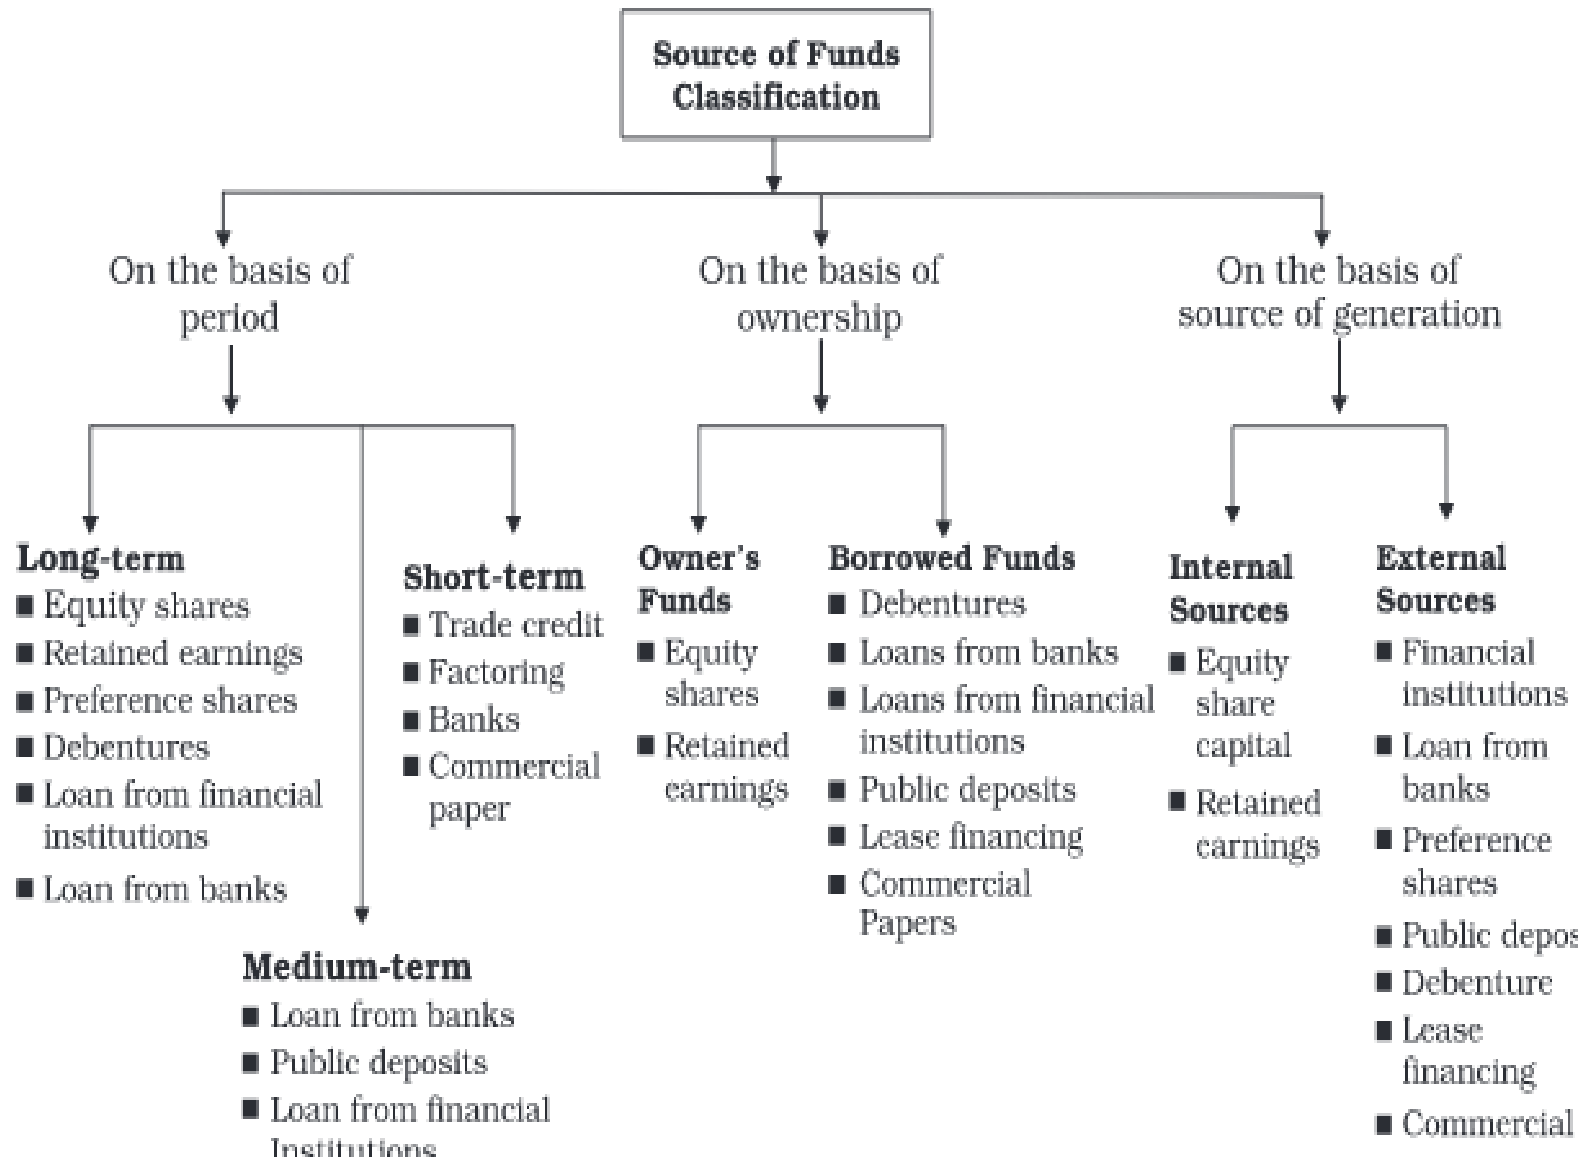 Source of Funds
Classification
On the basis of
period
On the basis of
ownership
On the basis of
source of generation
Long-term
■ Equity shares
■ Retained earnings
■ Preference shares
■ Debentures
■ Loan from financial
institutions
■ Loan from banks
Medium-term
■ Loan from banks
■ Public deposits
■ Loan from financial
Institutions
Short-term
■ Trade credit
■ Factoring
■ Banks
■ Commercial
paper
Owner's
Funds
■ Equity
shares
■ Retained
earnings
Borrowed Funds
■ Debentures
■ Loans from banks
■ Loans from financial
institutions
■ Public deposits
■ Lease financing
■ Commercial
Papers
Internal
Sources
■ Equity
share
capital
■ Retained
earnings
External
Sources
■ Financial
institutions
■ Loan from
banks
■ Preference
shares
■ Public depos
■ Debenture
■ Lease
financing
■ Commercial